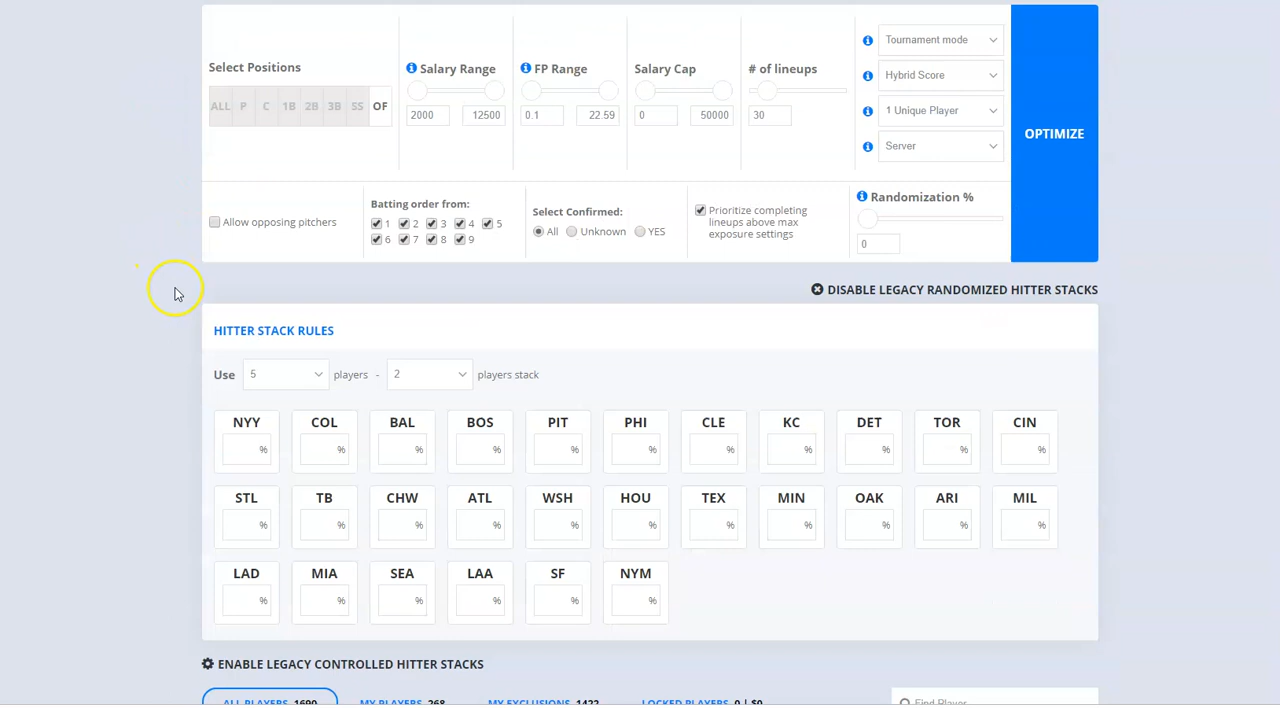 Select Positions
ALL P C 1B 2B 3B SS OF
Salary Range
2000 12500
FP Range
0.1 22.59
Salary Cap
0 50000
# of lineups
30
Tournament mode
Hybrid Score
1 Unique Player
Server
OPTIMIZE
Allow opposing pitchers
Batting order from:
1 2 3 4 5
6 7 8 9
Select Confirmed:
All Unknown YES
Prioritize completing
lineups above max
exposure settings
Randomization %
0
DISABLE LEGACY RANDOMIZED HITTER STACKS
HITTER STACK RULES
Use 5 players - 2 players stack
NYY COL BAL BOS PIT PHI CLE KC DET TOR CIN
% % % % % % % % % % %
STL TB CHW ATL WSH HOU TEX MIN OAK ARI MIL
% % % % % % % % % % %
LAD MIA SEA LAA SF NYM
% % % % % %
ENABLE LEGACY CONTROLLED HITTER STACKS
ALL PLAYERS 1690 MY PLAYERS 268 MY EXCLUSIONS 1422 LOCKED PLAYERS 0 | $0 Find Player